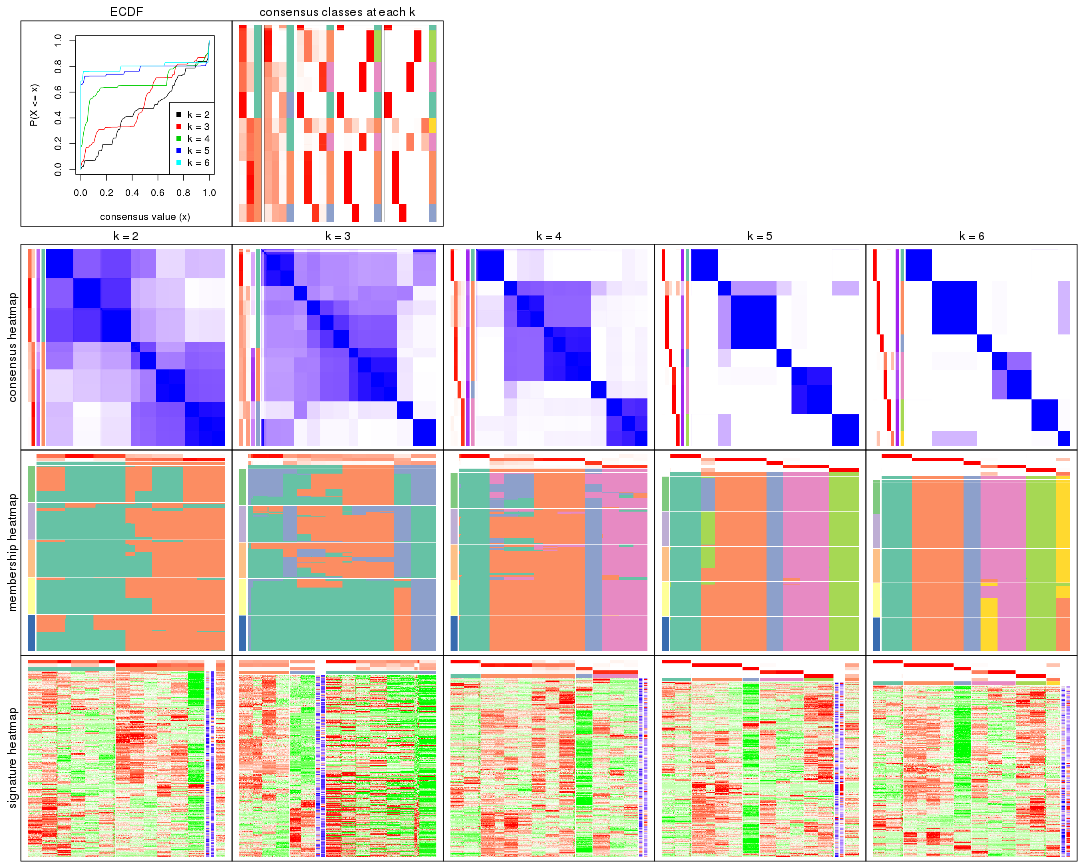 ECDF
consensus classes at each k
P(X <= x)
0.0 0.2 0.4 0.6 0.8 1.0
k = 2
k = 3
k = 4
k = 5
k = 6
0.0 0.2 0.4 0.6 0.8 1.0
consensus value (x)
k = 2
k = 3
k = 4
k = 5
k = 6
consensus heatmap
membership heatmap
signature heatmap